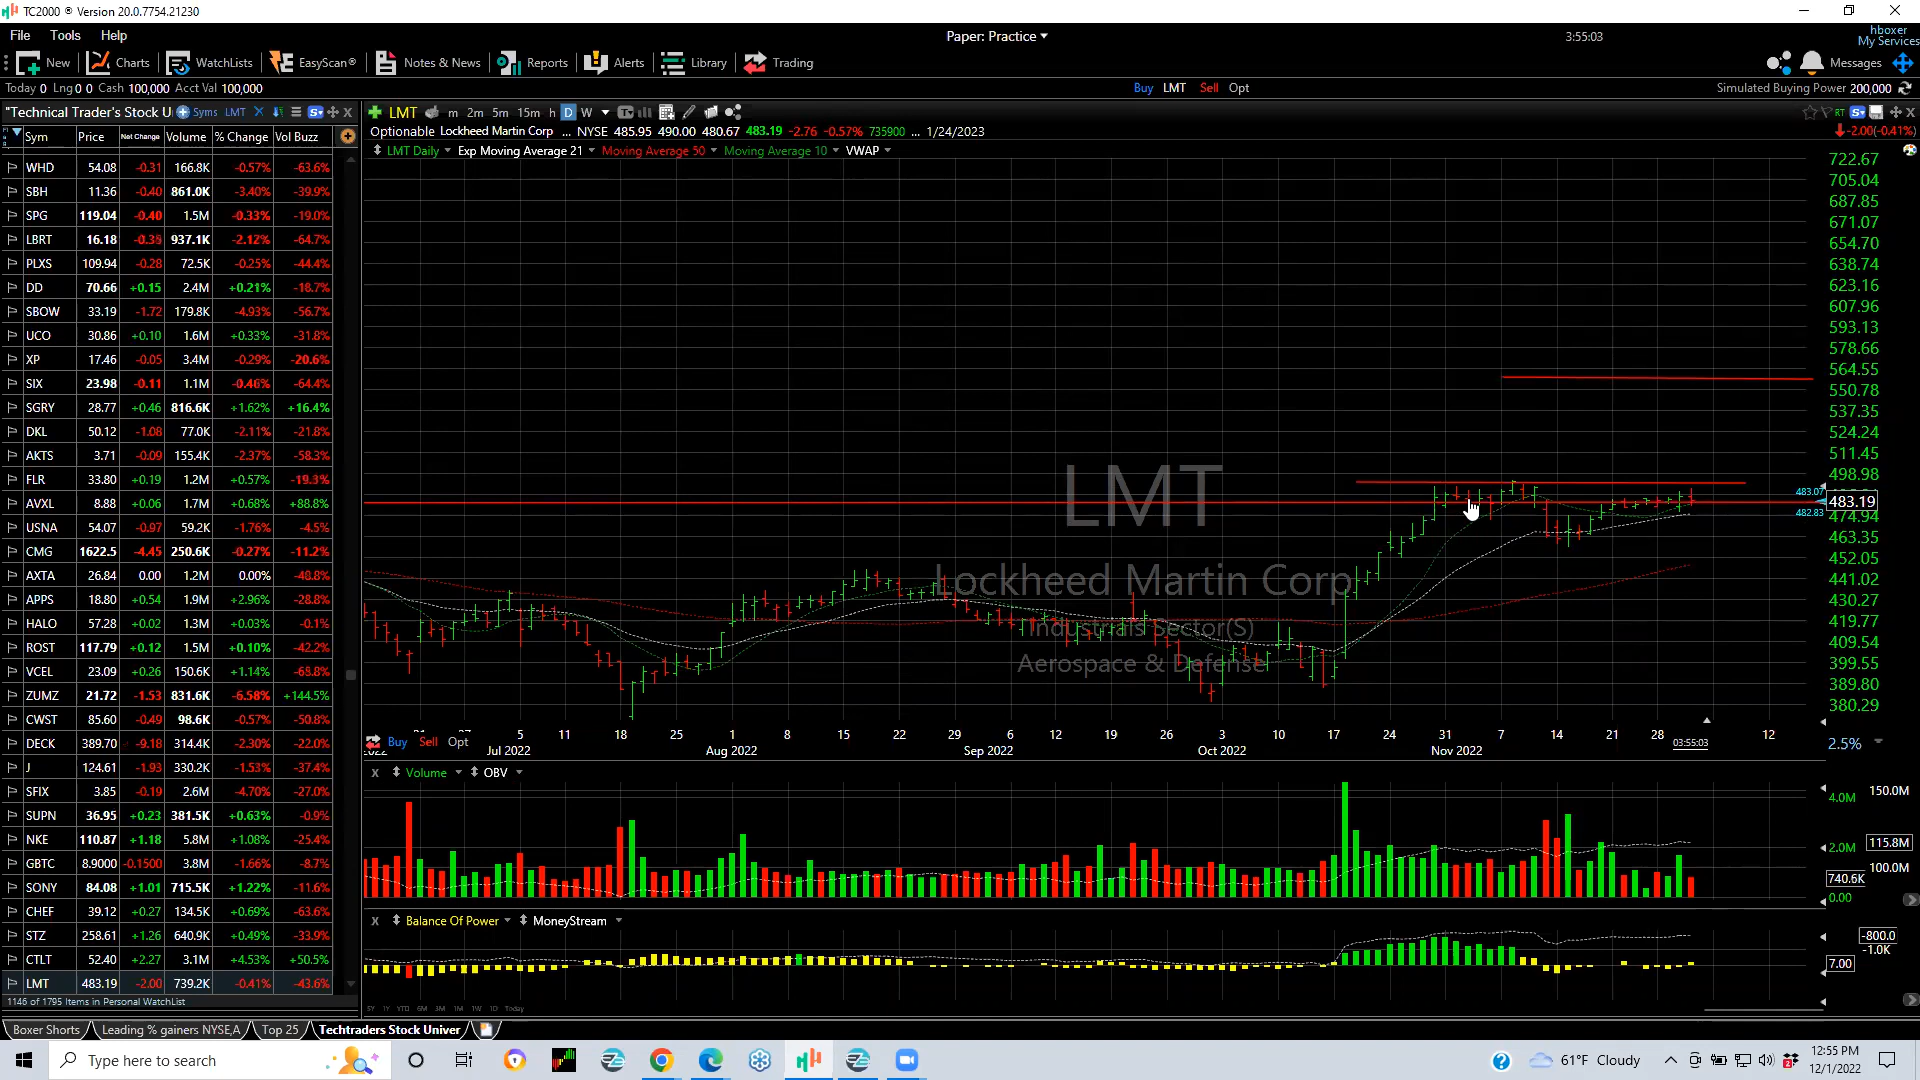 TC2000 ® Version 20.0.7754.21230
File Tools Help
Paper: Practice
3:55:03
hboxer
My Services
New Charts WatchLists EasyScan® Notes & News Reports Alerts Library Trading
Messages
Today 0 Lng 0 0 Cash 100,000 Acct Val 100,000
Buy LMT Sell Opt
Simulated Buying Power 200,000
"Technical Trader's Stock U Syms LMT
LMT m 2m 5m 15m h D W
RT
Sym Price Net Change Volume % Change Vol Buzz
Optionable Lockheed Martin Corp ... NYSE 485.95 490.00 480.67 483.19 -2.76 -0.57% 735900 ... 1/24/2023
-2.00(-0.41%)
LMT Daily Exp Moving Average 21 Moving Average 50 Moving Average 10 VWAP
WHD 54.08 -0.31 166.8K -0.57% -63.6%
SBH 11.36 -0.40 861.0K -3.40% -39.9%
SPG 119.04 -0.40 1.5M -0.33% -19.0%
LBRT 16.18 -0.35 937.1K -2.12% -64.7%
PLXS 109.94 -0.28 72.5K -0.25% -44.4%
DD 70.66 +0.15 2.4M +0.21% -18.7%
SBOW 33.19 -1.72 179.8K -4.93% -56.7%
UCO 30.86 +0.10 1.6M +0.33% -31.8%
XP 17.46 -0.05 3.4M -0.29% -20.6%
SIX 23.98 -0.11 1.1M -0.46% -64.4%
SGRY 28.77 +0.46 816.6K +1.62% +16.4%
DKL 50.12 -1.08 77.0K -2.11% -21.8%
AKTS 3.71 -0.09 155.4K -2.37% -58.3%
FLR 33.80 +0.19 1.2M +0.57% -19.3%
AVXL 8.88 +0.06 1.7M +0.68% +88.8%
USNA 54.07 -0.97 59.2K -1.76% -4.5%
CMG 1622.5 -4.45 250.6K -0.27% -11.2%
AXTA 26.84 0.00 1.2M 0.00% -48.8%
APPS 18.80 +0.54 1.9M +2.96% -28.8%
HALO 57.28 +0.02 1.3M +0.03% -0.1%
ROST 117.79 +0.12 1.5M +0.10% -42.2%
VCEL 23.09 +0.26 150.6K +1.14% -68.8%
ZUMZ 21.72 -1.53 831.6K -6.58% +144.5%
CWST 85.60 -0.49 98.6K -0.57% -50.8%
DECK 389.70 -9.18 314.4K -2.30% -22.0%
J 124.61 -1.93 330.2K -1.53% -37.4%
SFIX 3.85 -0.19 2.6M -4.70% -27.0%
SUPN 36.95 +0.23 381.5K +0.63% -0.9%
NKE 110.87 +1.18 5.8M +1.08% -25.4%
GBTC 8.9000 -0.1500 3.8M -1.66% -8.7%
SONY 84.08 +1.01 715.5K +1.22% -11.6%
CHEF 39.12 +0.27 134.5K +0.69% -63.6%
STZ 258.61 +1.26 640.9K +0.49% -33.9%
CTLT 52.40 +2.27 3.1M +4.53% +50.5%
LMT 483.19 -2.00 739.2K -0.41% -43.6%
1146 of 1795 Items in Personal WatchList
722.67
705.04
687.85
671.07
654.70
638.74
623.16
607.96
593.13
578.66
564.55
550.78
537.35
524.24
511.45
498.98
483.07
483.19
482.83
474.94
463.35
452.05
441.02
430.27
419.77
409.54
399.55
389.80
380.29
LMT
Lockheed Martin Corp
Industrials Sector(S)
Aerospace & Defense
5 11 18 25 1 8 15 22 29 6 12 19 26 3 10 17 24 31 7 14 21 28 12
Buy Sell Opt
03:55:03
2.5%
Jul 2022 Aug 2022 Sep 2022 Oct 2022 Nov 2022
x Volume OBV
4.0M 150.0M
2.0M 115.8M
100.0M
740.6K
0.00
x Balance Of Power MoneyStream
-800.0
-1.0K
7.00
5Y 1Y YTD 6M 3M 1M 1W 1D Today
Boxer Shorts Leading % gainers NYSE,A Top 25 Techtraders Stock Univer
Type here to search
61°F Cloudy
12:55 PM
12/1/2022